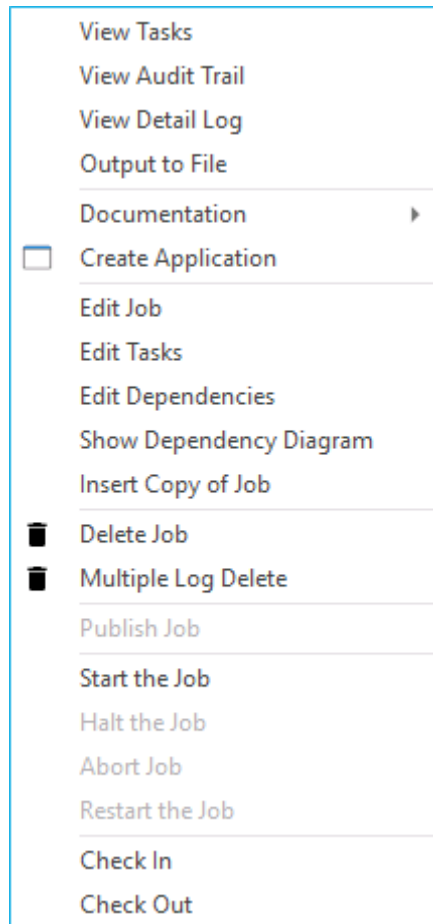 View Tasks
View Audit Trail
View Detail Log
Output to File
Documentation
Create Application
Edit Job
Edit Tasks
Edit Dependencies
Show Dependency Diagram
Insert Copy of Job
Delete Job
Multiple Log Delete
Publish Job
Start the Job
Halt the Job
Abort Job
Restart the Job
Check In
Check Out